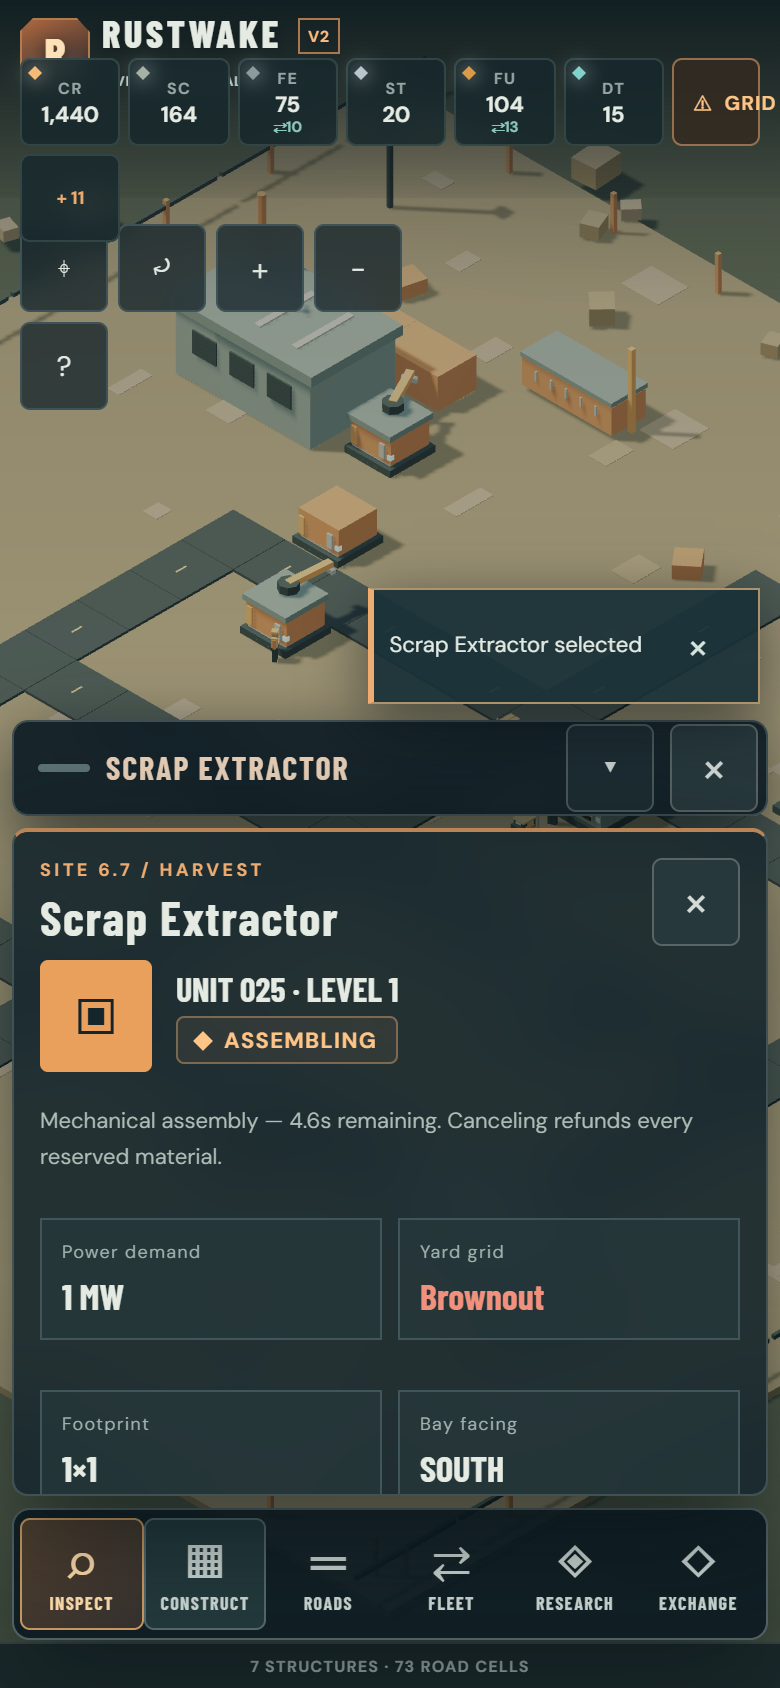 R
RUSTWAKE V2
CR
1,440
SC
164
FE
75
⇄10
ST
20
FU
104
⇄13
DT
15
⚠ GRID
+ 11
+
-
?
Scrap Extractor selected ×
SCRAP EXTRACTOR ▼ ×
SITE 6.7 / HARVEST
Scrap Extractor ×
UNIT 025 · LEVEL 1
◆ ASSEMBLING
Mechanical assembly — 4.6s remaining. Canceling refunds every
reserved material.
Power demand
1 MW
Yard grid
Brownout
Footprint
1×1
Bay facing
SOUTH
INSPECT
CONSTRUCT
ROADS
FLEET
RESEARCH
EXCHANGE
7 STRUCTURES · 73 ROAD CELLS